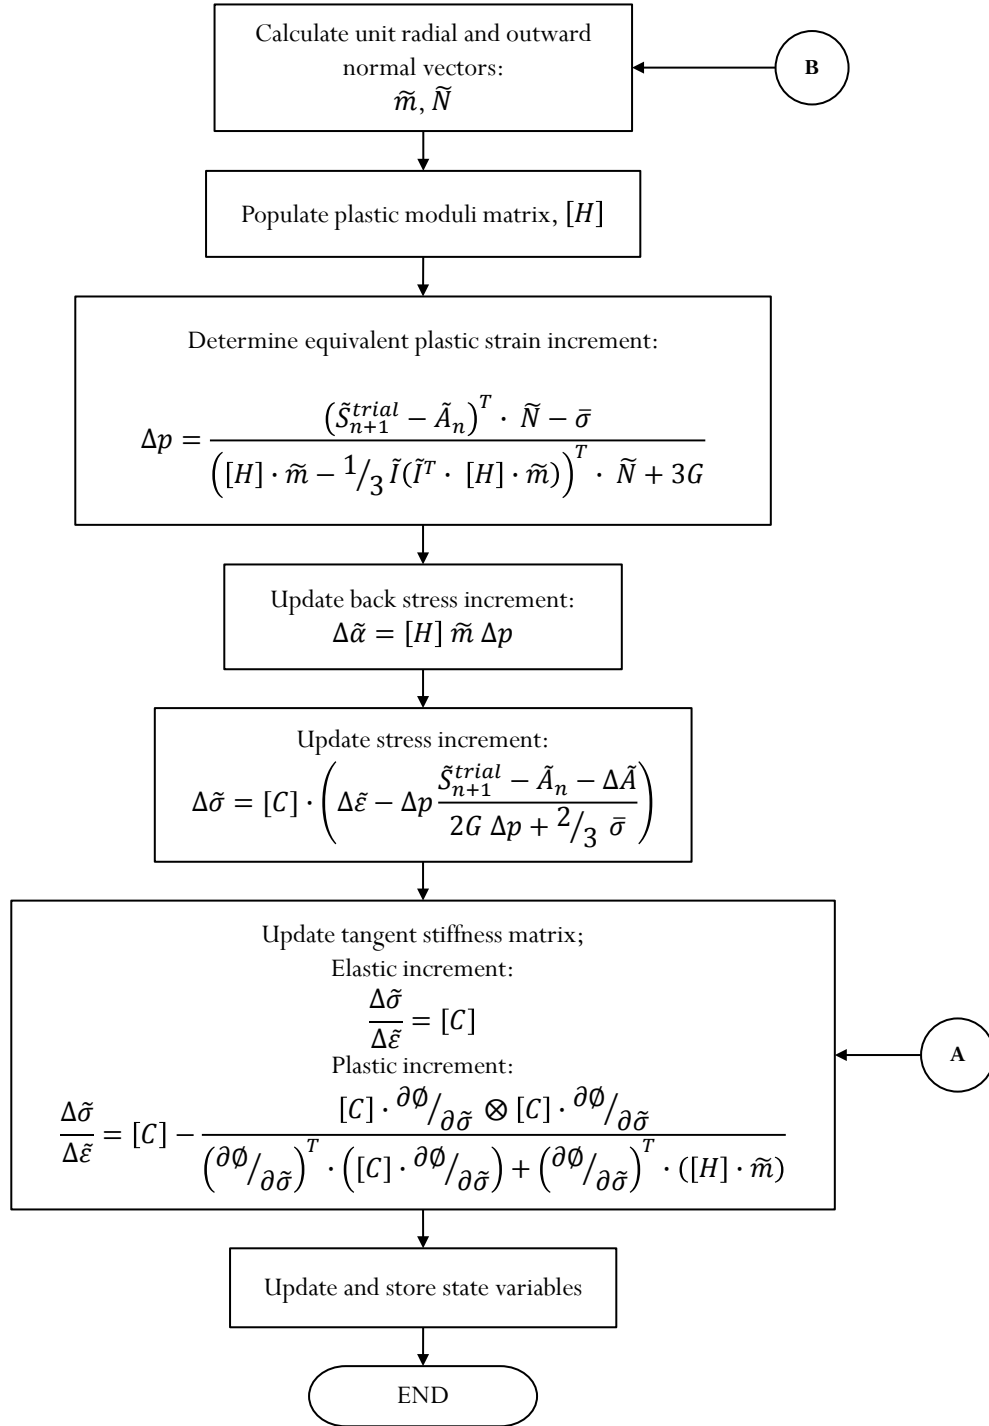 Calculate unit radial and outward
normal vectors:
m̃, Ñ
B
Populate plastic moduli matrix, [H]
Determine equivalent plastic strain increment:
Δp = ((S̃ₙ₊₁ᵗʳⁱᵃˡ − Ãₙ)ᵀ · Ñ − σ̄) / (([H] · m̃ − 1/3 Ĩ(Ĩᵀ · [H] · m̃))ᵀ · Ñ + 3G)
Update back stress increment:
Δα̃ = [H] m̃ Δp
Update stress increment:
Δσ̃ = [C] · (Δε̃ − Δp (S̃ₙ₊₁ᵗʳⁱᵃˡ − Ãₙ − ΔÃ) / (2G Δp + 2/3 σ̄))
Update tangent stiffness matrix;
Elastic increment:
Δσ̃/Δε̃ = [C]
A
Plastic increment:
Δσ̃/Δε̃ = [C] − ([C] · ∂Ø/∂σ̃ ⊗ [C] · ∂Ø/∂σ̃) / ((∂Ø/∂σ̃)ᵀ · ([C] · ∂Ø/∂σ̃) + (∂Ø/∂σ̃)ᵀ · ([H] · m̃))
Update and store state variables
END